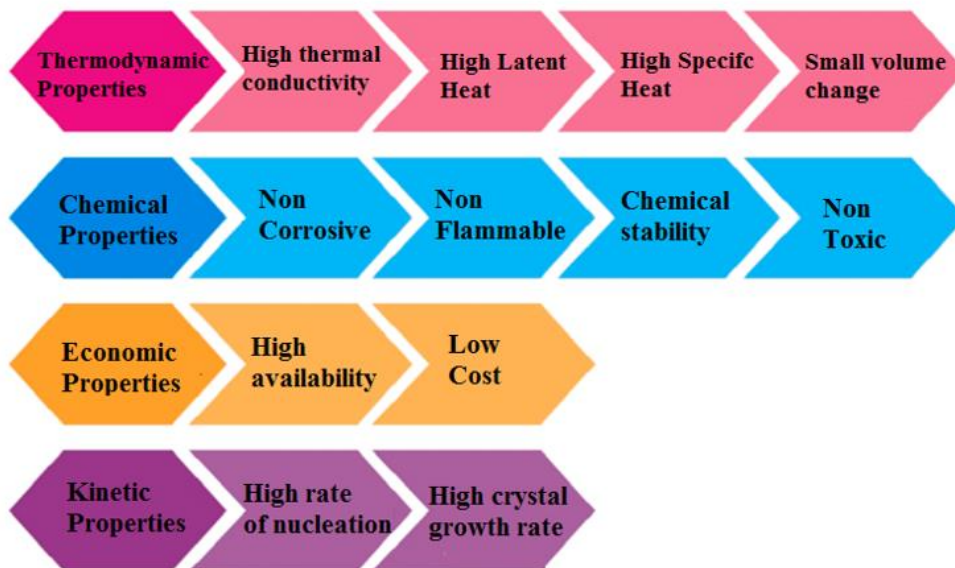 Thermodynamic
Properties
High thermal
conductivity
High Latent
Heat
High Specifc
Heat
Small volume
change
Chemical
Properties
Non
Corrosive
Non
Flammable
Chemical
stability
Non
Toxic
Economic
Properties
High
availability
Low
Cost
Kinetic
Properties
High rate
of nucleation
High crystal
growth rate